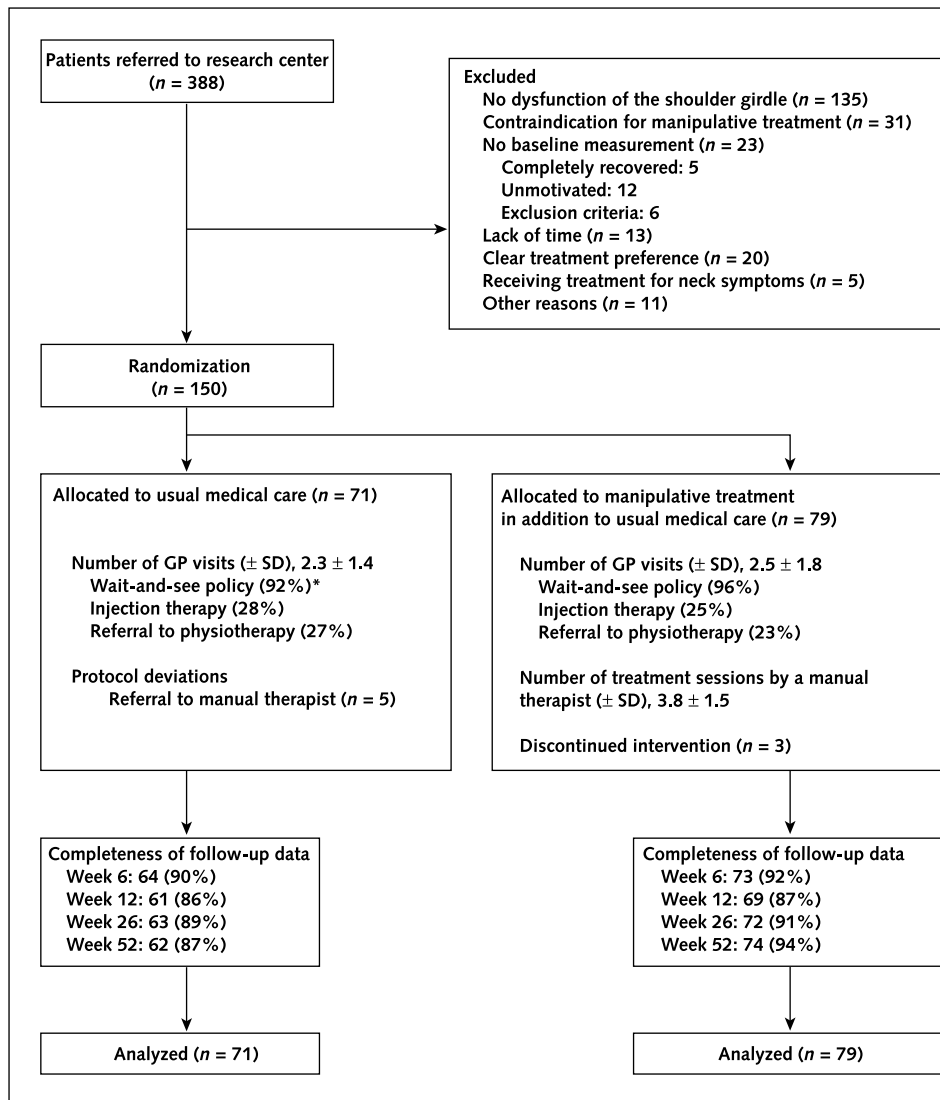 Patients referred to research center
(n = 388)
Excluded
No dysfunction of the shoulder girdle (n = 135)
Contraindication for manipulative treatment (n = 31)
No baseline measurement (n = 23)
Completely recovered: 5
Unmotivated: 12
Exclusion criteria: 6
Lack of time (n = 13)
Clear treatment preference (n = 20)
Receiving treatment for neck symptoms (n = 5)
Other reasons (n = 11)
Randomization
(n = 150)
Allocated to usual medical care (n = 71)
Number of GP visits (± SD), 2.3 ± 1.4
Wait-and-see policy (92%)*
Injection therapy (28%)
Referral to physiotherapy (27%)
Protocol deviations
Referral to manual therapist (n = 5)
Allocated to manipulative treatment
in addition to usual medical care (n = 79)
Number of GP visits (± SD), 2.5 ± 1.8
Wait-and-see policy (96%)
Injection therapy (25%)
Referral to physiotherapy (23%)
Number of treatment sessions by a manual
therapist (± SD), 3.8 ± 1.5
Discontinued intervention (n = 3)
Completeness of follow-up data
Week 6: 64 (90%)
Week 12: 61 (86%)
Week 26: 63 (89%)
Week 52: 62 (87%)
Completeness of follow-up data
Week 6: 73 (92%)
Week 12: 69 (87%)
Week 26: 72 (91%)
Week 52: 74 (94%)
Analyzed (n = 71)
Analyzed (n = 79)